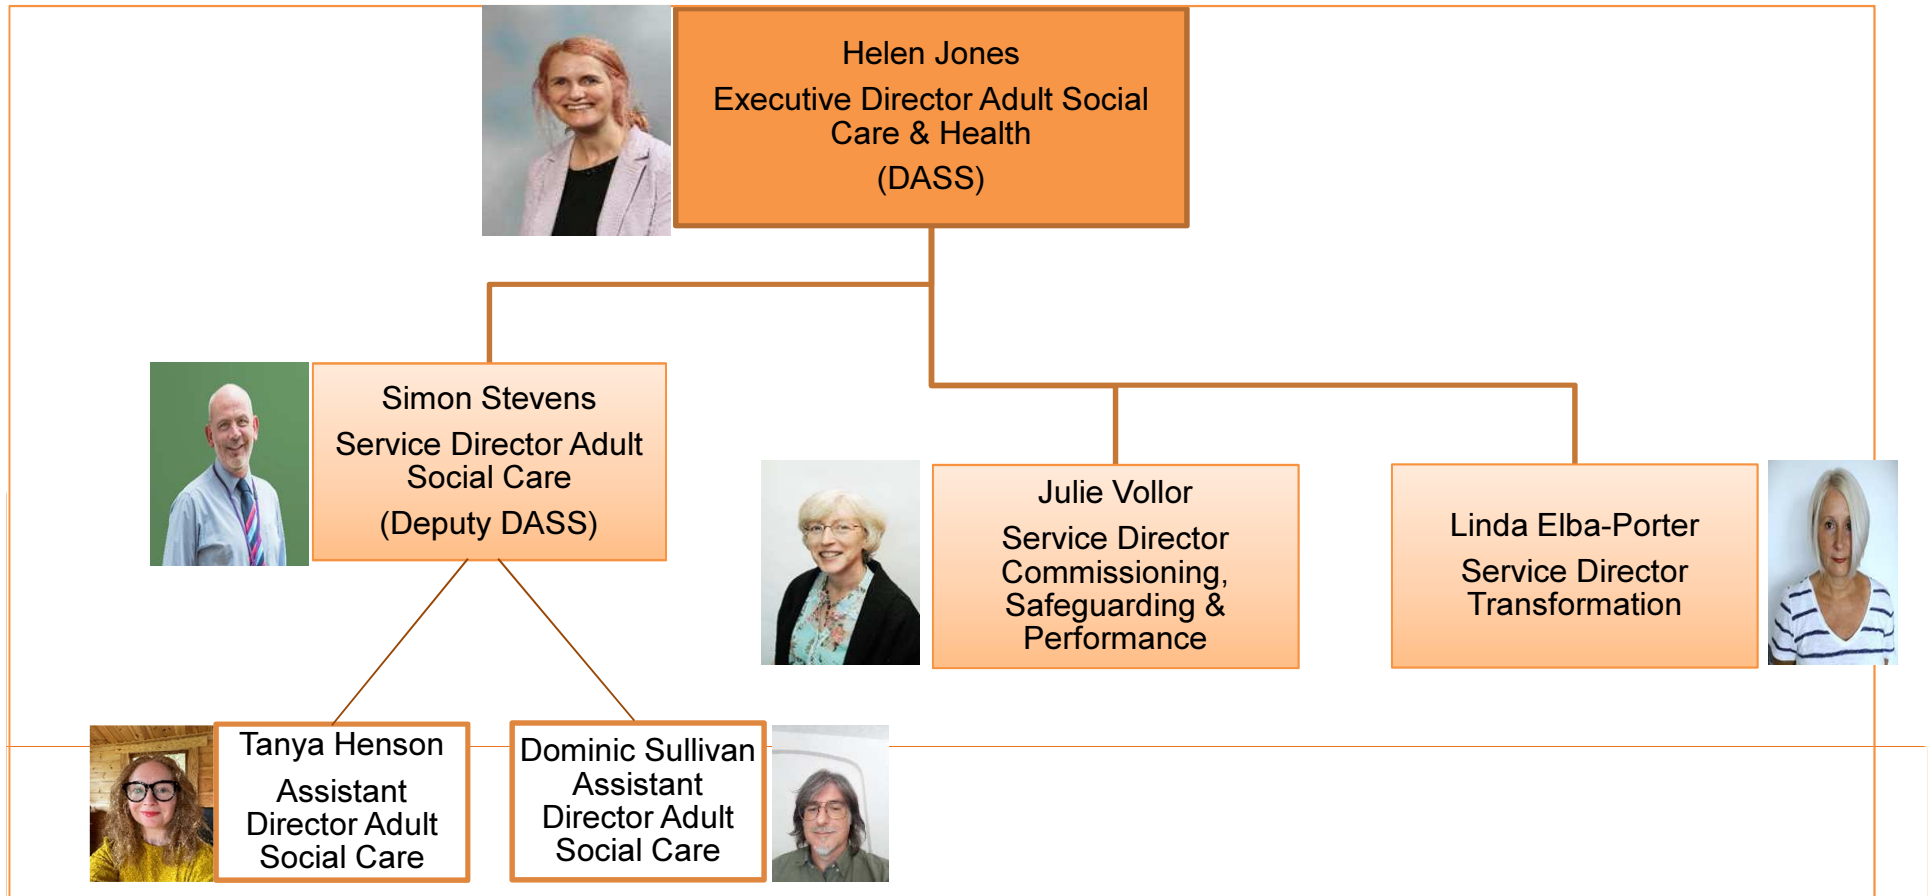 Helen Jones
Executive Director Adult Social
Care & Health
(DASS)
Simon Stevens
Service Director Adult
Social Care
(Deputy DASS)
Julie Vollor
Service Director
Commissioning,
Safeguarding &
Performance
Linda Elba-Porter
Service Director
Transformation
Tanya Henson
Assistant
Director Adult
Social Care
Dominic Sullivan
Assistant
Director Adult
Social Care